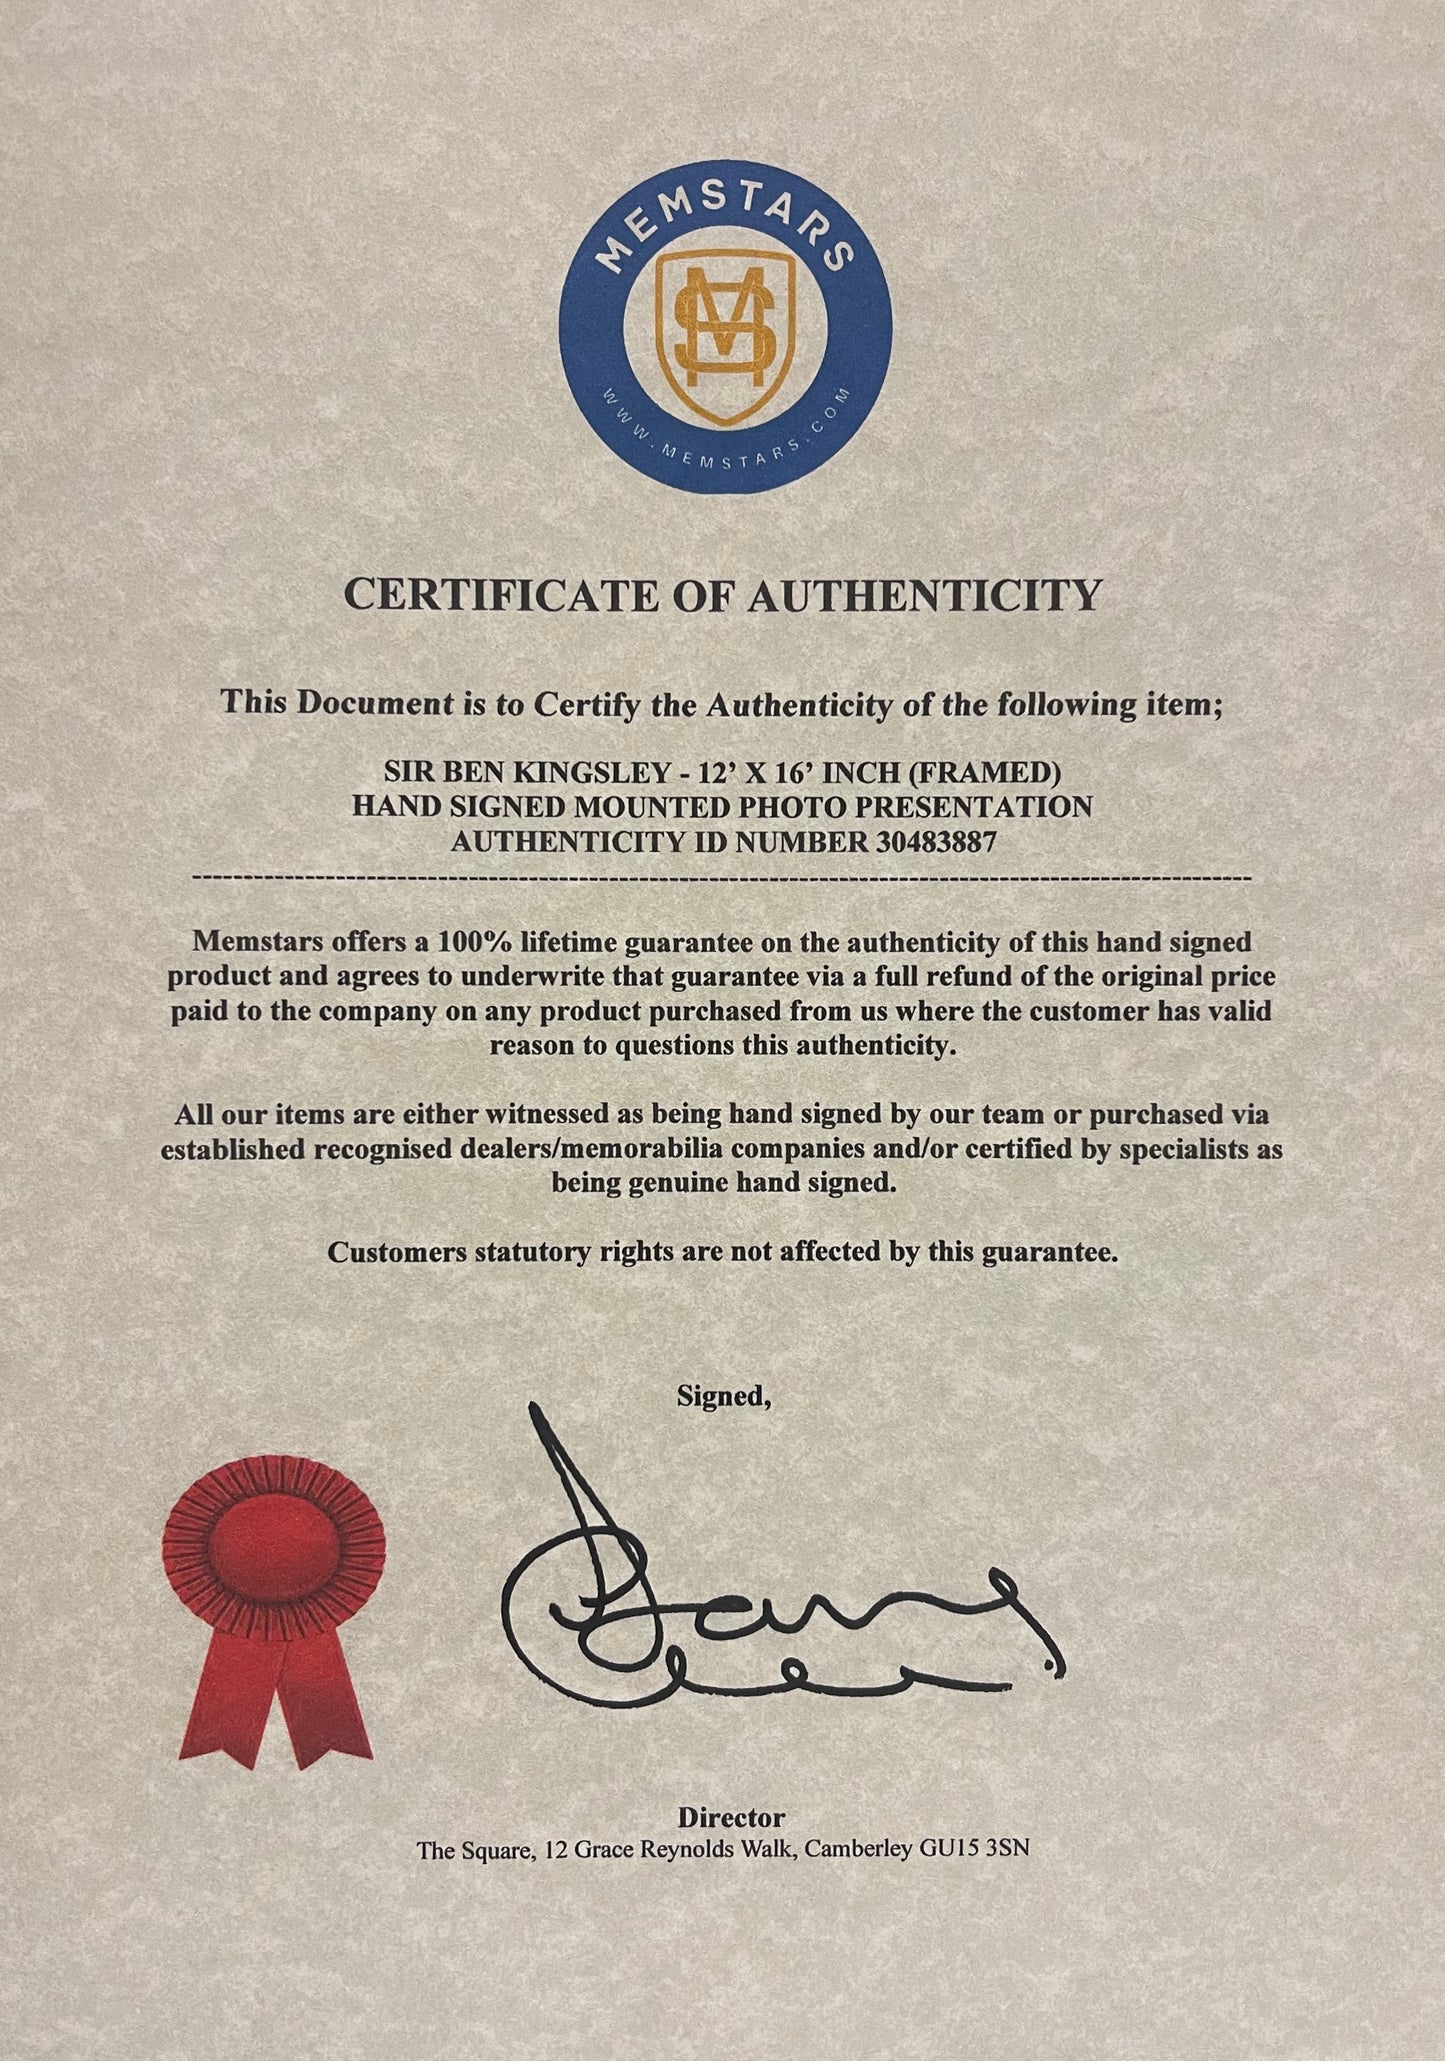 MEMSTARS
WWW.MEMSTARS.COM
CERTIFICATE OF AUTHENTICITY
This Document is to Certify the Authenticity of the following item;
SIR BEN KINGSLEY - 12’ X 16’ INCH (FRAMED)
HAND SIGNED MOUNTED PHOTO PRESENTATION
AUTHENTICITY ID NUMBER 30483887
Memstars offers a 100% lifetime guarantee on the authenticity of this hand signed
product and agrees to underwrite that guarantee via a full refund of the original price
paid to the company on any product purchased from us where the customer has valid
reason to questions this authenticity.
All our items are either witnessed as being hand signed by our team or purchased via
established recognised dealers/memorabilia companies and/or certified by specialists as
being genuine hand signed.
Customers statutory rights are not affected by this guarantee.
Signed,
Director
The Square, 12 Grace Reynolds Walk, Camberley GU15 3SN